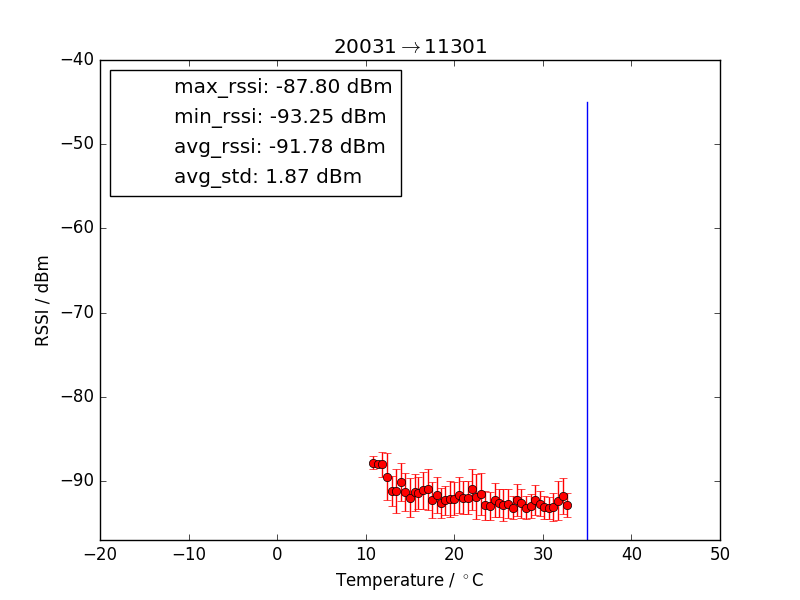 20031→11301
max_rssi: -87.80 dBm
min_rssi: -93.25 dBm
avg_rssi: -91.78 dBm
avg_std: 1.87 dBm
RSSI / dBm
−40
−50
−60
−70
−80
−90
−20
−10
0
10
20
30
40
50
Temperature / °C